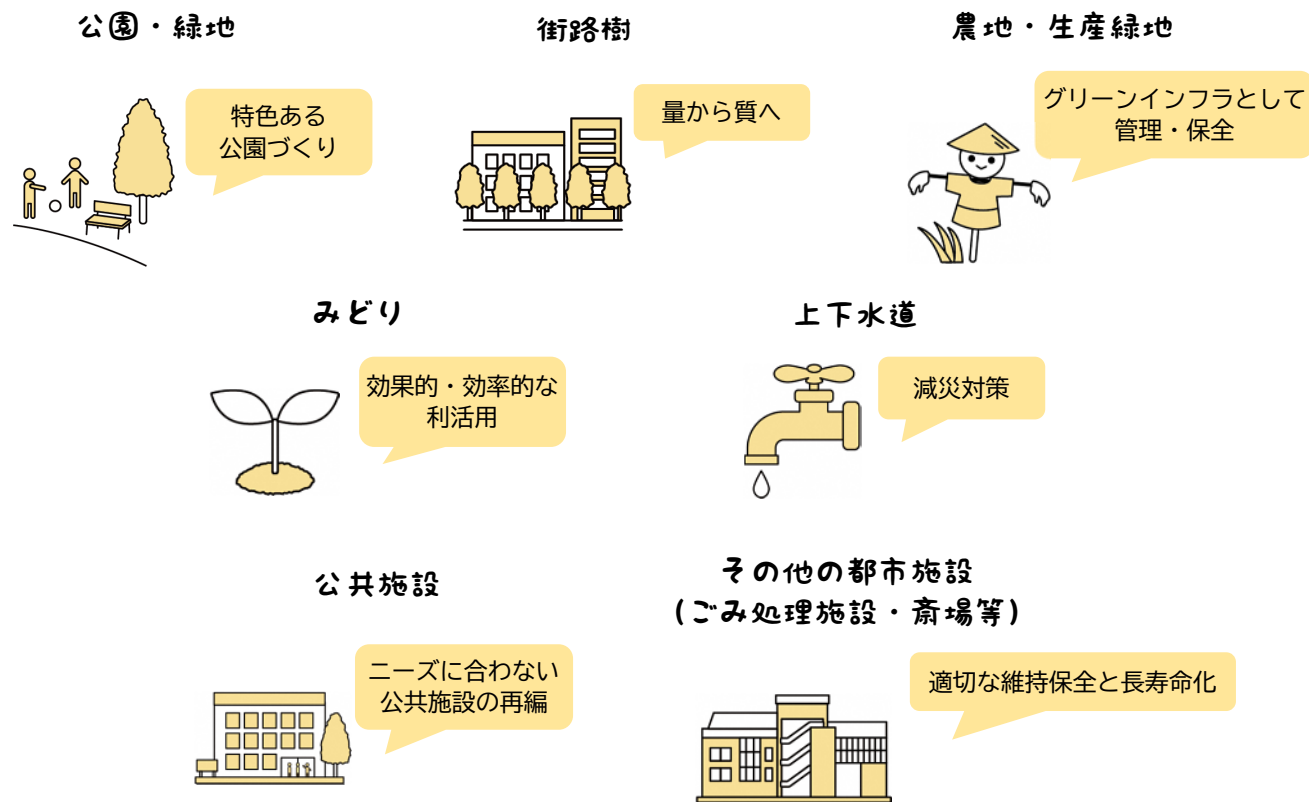 公園・緑地
特色ある
公園づくり
街路樹
量から質へ
農地・生産緑地
グリーンインフラとして
管理・保全
みどり
効果的・効率的な
利活用
上下水道
減災対策
公共施設
ニーズに合わない
公共施設の再編
その他の都市施設
(ごみ処理施設・斎場等)
適切な維持保全と長寿命化